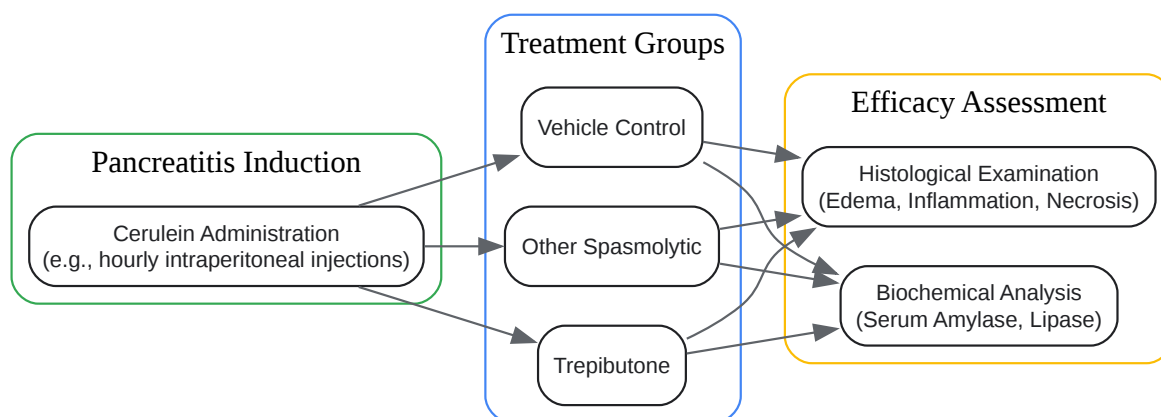 Pancreatitis Induction
Cerulein Administration
(e.g., hourly intraperitoneal injections)
Treatment Groups
Vehicle Control
Other Spasmolytic
Trepibutone
Efficacy Assessment
Histological Examination
(Edema, Inflammation, Necrosis)
Biochemical Analysis
(Serum Amylase, Lipase)